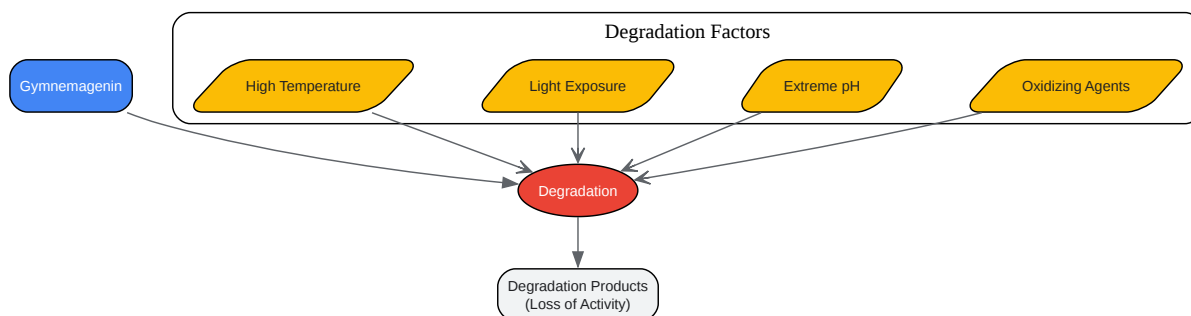 Degradation Factors
Gymnemagenin
High Temperature
Light Exposure
Extreme pH
Oxidizing Agents
Degradation
Degradation Products
(Loss of Activity)